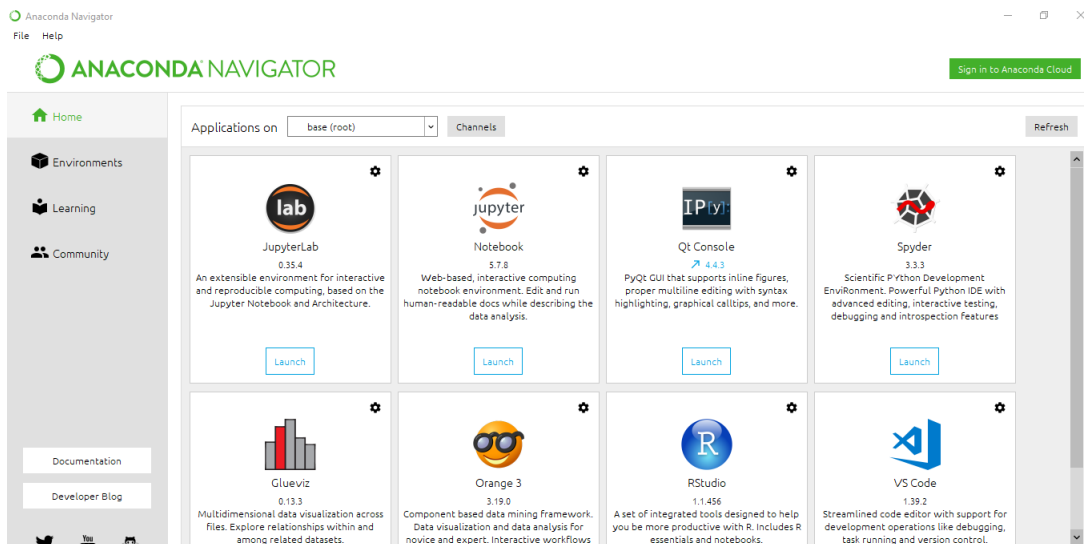 Anaconda Navigator
File Help
ANACONDA NAVIGATOR
Sign in to Anaconda Cloud
Home
Environments
Learning
Community
Documentation
Developer Blog
You
Applications on base (root) Channels Refresh
lab
JupyterLab
0.35.4
An extensible environment for interactive
and reproducible computing, based on the
Jupyter Notebook and Architecture.
Launch
jupyter
Notebook
5.7.8
Web-based, interactive computing
notebook environment. Edit and run
human-readable docs while describing the
data analysis.
Launch
IP[y]:
Qt Console
4.4.3
PyQt GUI that supports inline figures,
proper multiline editing with syntax
highlighting, graphical calltips, and more.
Launch
Spyder
3.3.3
Scientific PYthon Development
EnviRonment. Powerful Python IDE with
advanced editing, interactive testing,
debugging and introspection features
Launch
Glueviz
0.13.3
Multidimensional data visualization across
files. Explore relationships within and
among related datasets.
Orange 3
3.19.0
Component based data mining framework.
Data visualization and data analysis for
novice and expert. Interactive workflows
R
RStudio
1.1.456
A set of integrated tools designed to help
you be more productive with R. Includes R
essentials and notebooks.
VS Code
1.39.2
Streamlined code editor with support for
development operations like debugging,
task running and version control.